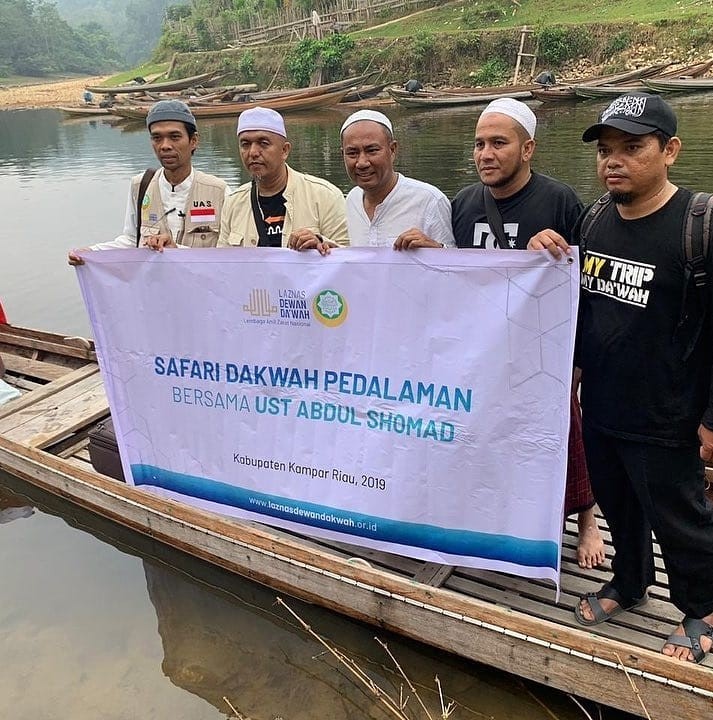 UAS
MY TRIP
MY DA'WAH
LAZNAS
DEWAN
DA'WAH
Lembaga Amil Zakat Nasional
SAFARI DAKWAH PEDALAMAN
BERSAMA UST ABDUL SHOMAD
Kabupaten Kampar Riau, 2019
www.laznasdewandakwah.or.id